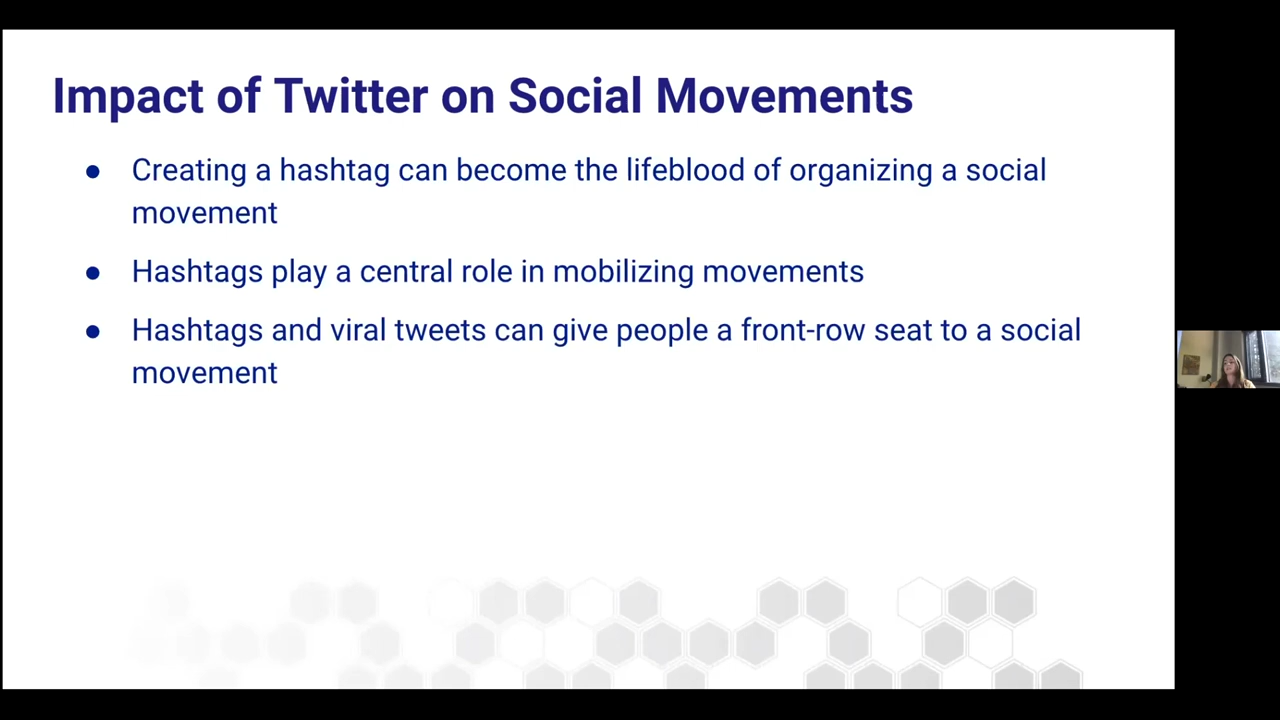 Impact of Twitter on Social Movements
● Creating a hashtag can become the lifeblood of organizing a social
movement
● Hashtags play a central role in mobilizing movements
● Hashtags and viral tweets can give people a front-row seat to a social
movement